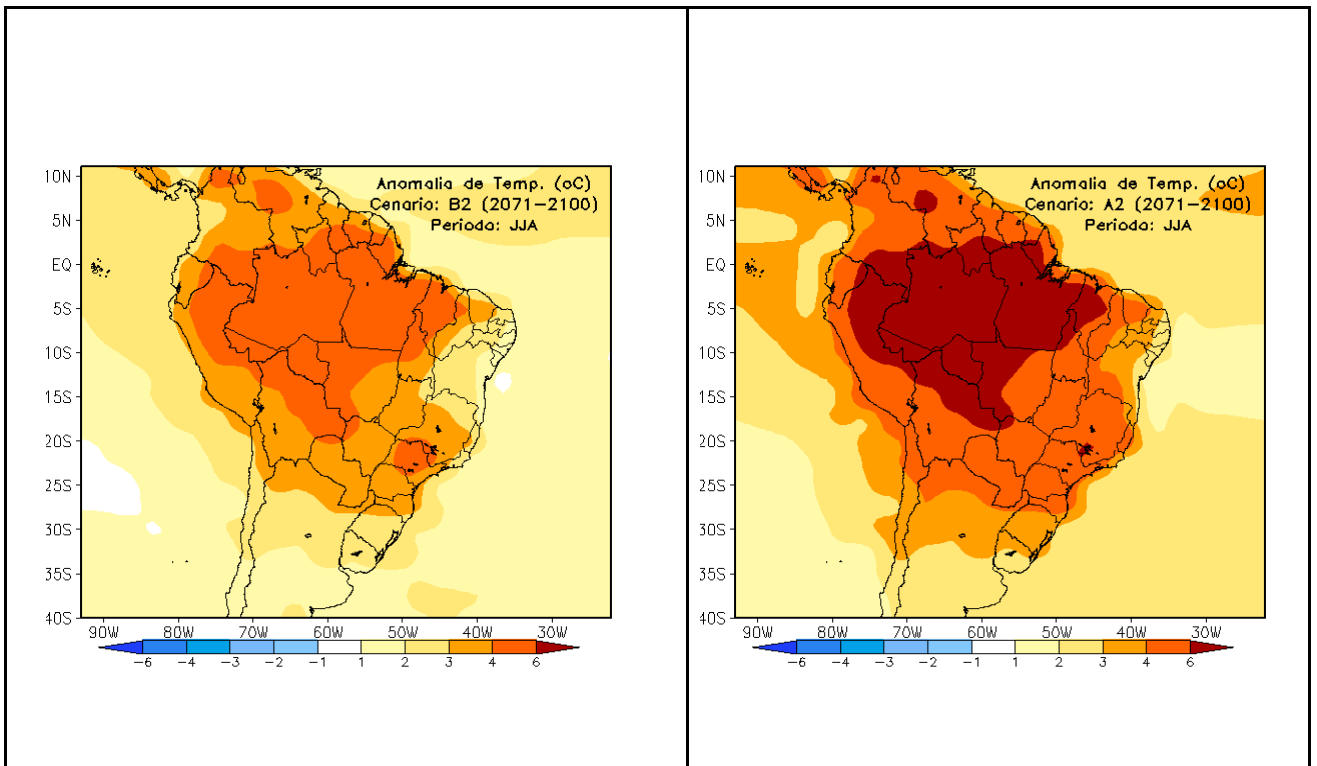 Anomalia de Temp. (oC)
Cenario: B2 (2071-2100)
Periodo: JJA
10N
5N
EQ
5S
10S
15S
20S
25S
30S
35S
40S
90W 80W 70W 60W 50W 40W 30W
-6 -4 -3 -2 -1 1 2 3 4 6
Anomalia de Temp. (oC)
Cenario: A2 (2071-2100)
Periodo: JJA
10N
5N
EQ
5S
10S
15S
20S
25S
30S
35S
40S
90W 80W 70W 60W 50W 40W 30W
-6 -4 -3 -2 -1 1 2 3 4 6